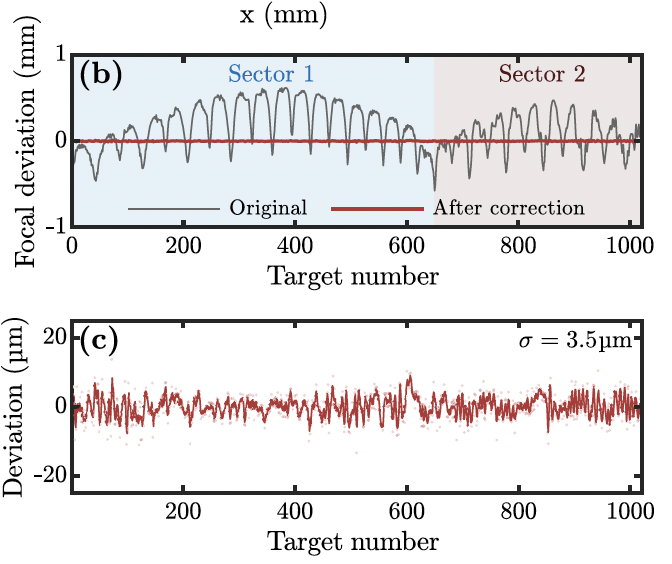 x (mm)
Focal deviation (mm)
(b)
Sector 1
Sector 2
1
0
-1
Original
After correction
0
200
400
600
800
1000
Target number
Deviation (µm)
(c)
σ = 3.5µm
20
0
-20
200
400
600
800
1000
Target number